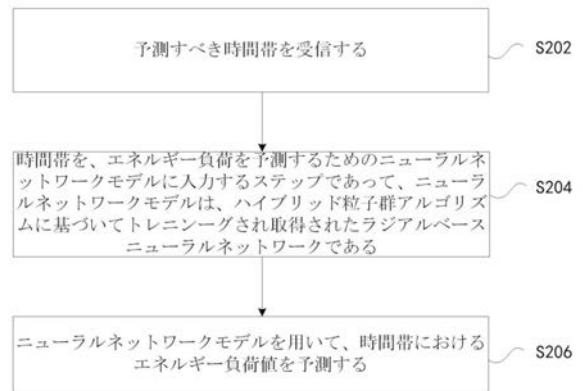 予測すべき時間帯を受信する
S202
時間帯を、エネルギー負荷を予測するためのニューラルネ
ットワークモデルに入力するステップであって、ニューラ
ルネットワークモデルは、ハイブリッド粒子群アルゴリズ
ムに基づいてトレニンーグされ取得されたラジアルベース
ニューラルネットワークである
S204
ニューラルネットワークモデルを用いて、時間帯における
エネルギー負荷値を予測する
S206